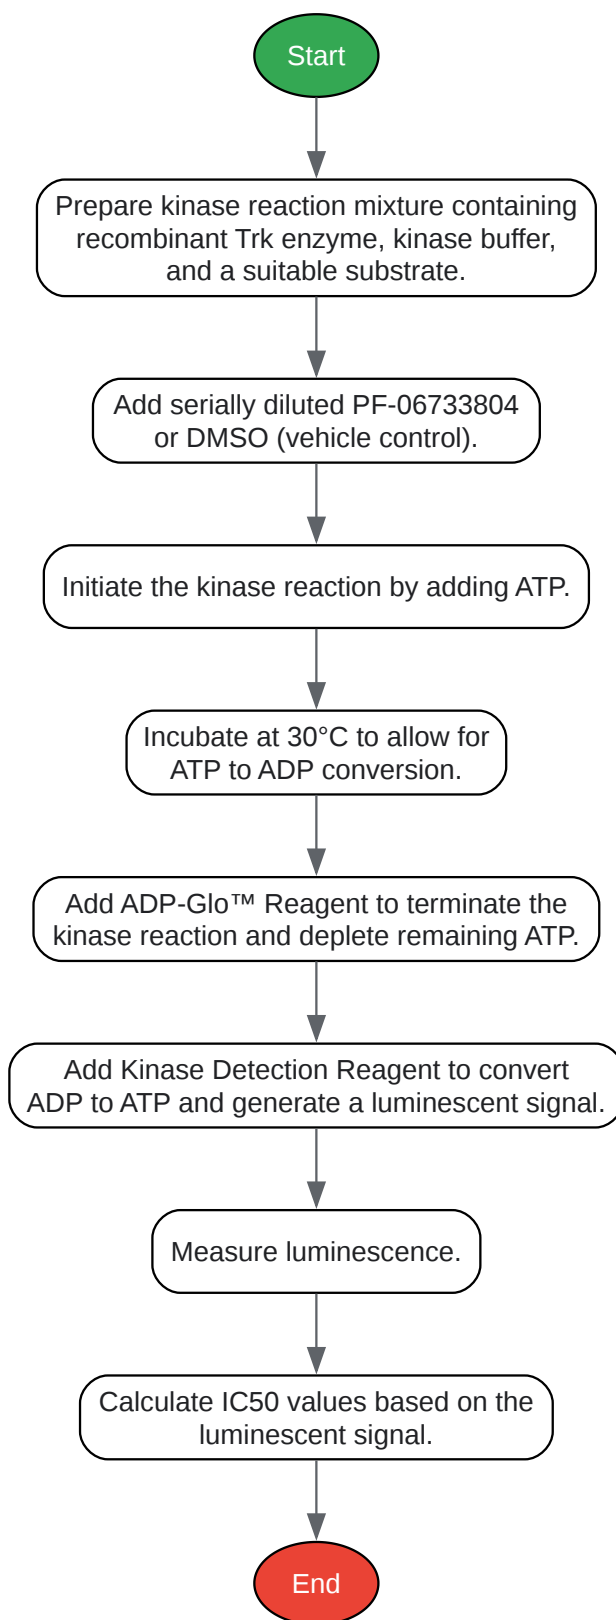 Start
Prepare kinase reaction mixture containing
recombinant Trk enzyme, kinase buffer,
and a suitable substrate.
Add serially diluted PF-06733804
or DMSO (vehicle control).
Initiate the kinase reaction by adding ATP.
Incubate at 30°C to allow for
ATP to ADP conversion.
Add ADP-Glo™ Reagent to terminate the
kinase reaction and deplete remaining ATP.
Add Kinase Detection Reagent to convert
ADP to ATP and generate a luminescent signal.
Measure luminescence.
Calculate IC50 values based on the
luminescent signal.
End